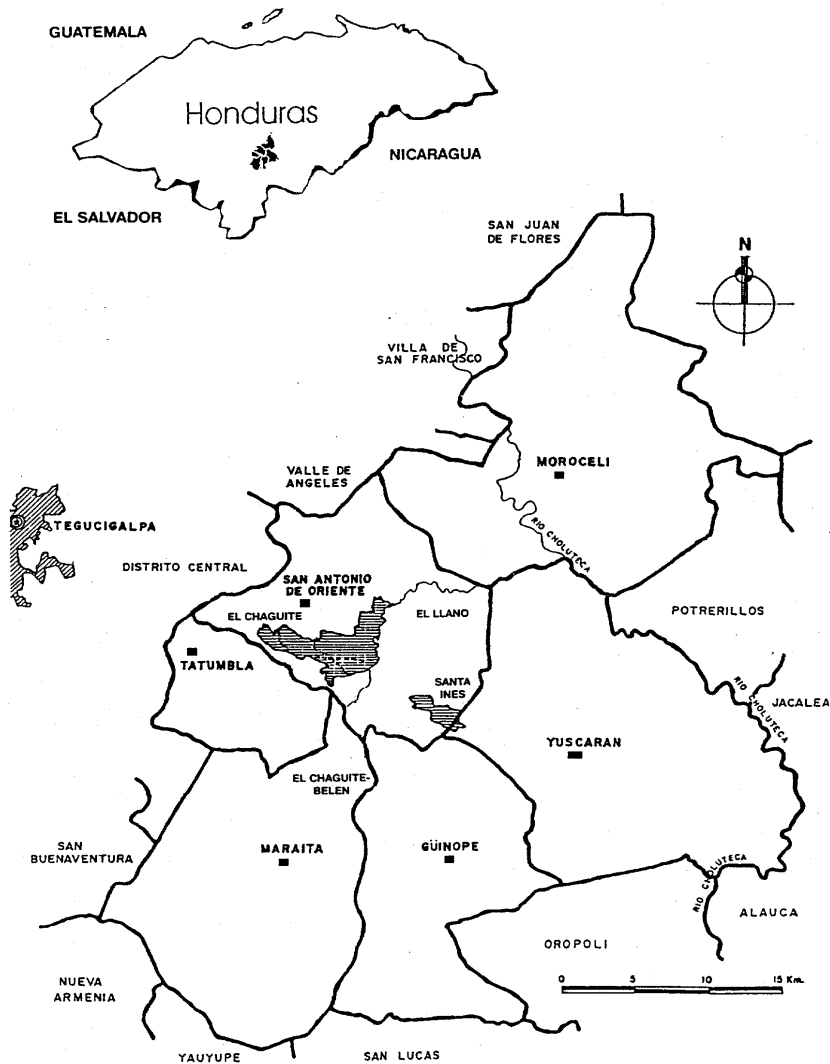 GUATEMALA
Honduras
NICARAGUA
EL SALVADOR
SAN JUAN
DE FLORES
N
VILLA DE
SAN FRANCISCO
MOROCELI
VALLE DE
ANGELES
RIO CHOLUTECA
TEGUCIGALPA
DISTRITO CENTRAL
SAN ANTONIO
DE ORIENTE
EL CHAGUITE
EL LLANO
POTRERILLOS
TATUMBLA
SANTA
INES
RIO CHOLUTECA
JACALEA
YUSCARAN
EL CHAGUITE-
BELEN
SAN
BUENAVENTURA
MARAITA
GÜINOPE
RIO CHOLUTECA
ALAUCA
OROPOLI
NUEVA
ARMENIA
0 5 10 15 Km.
YAUYUPE
SAN LUCAS